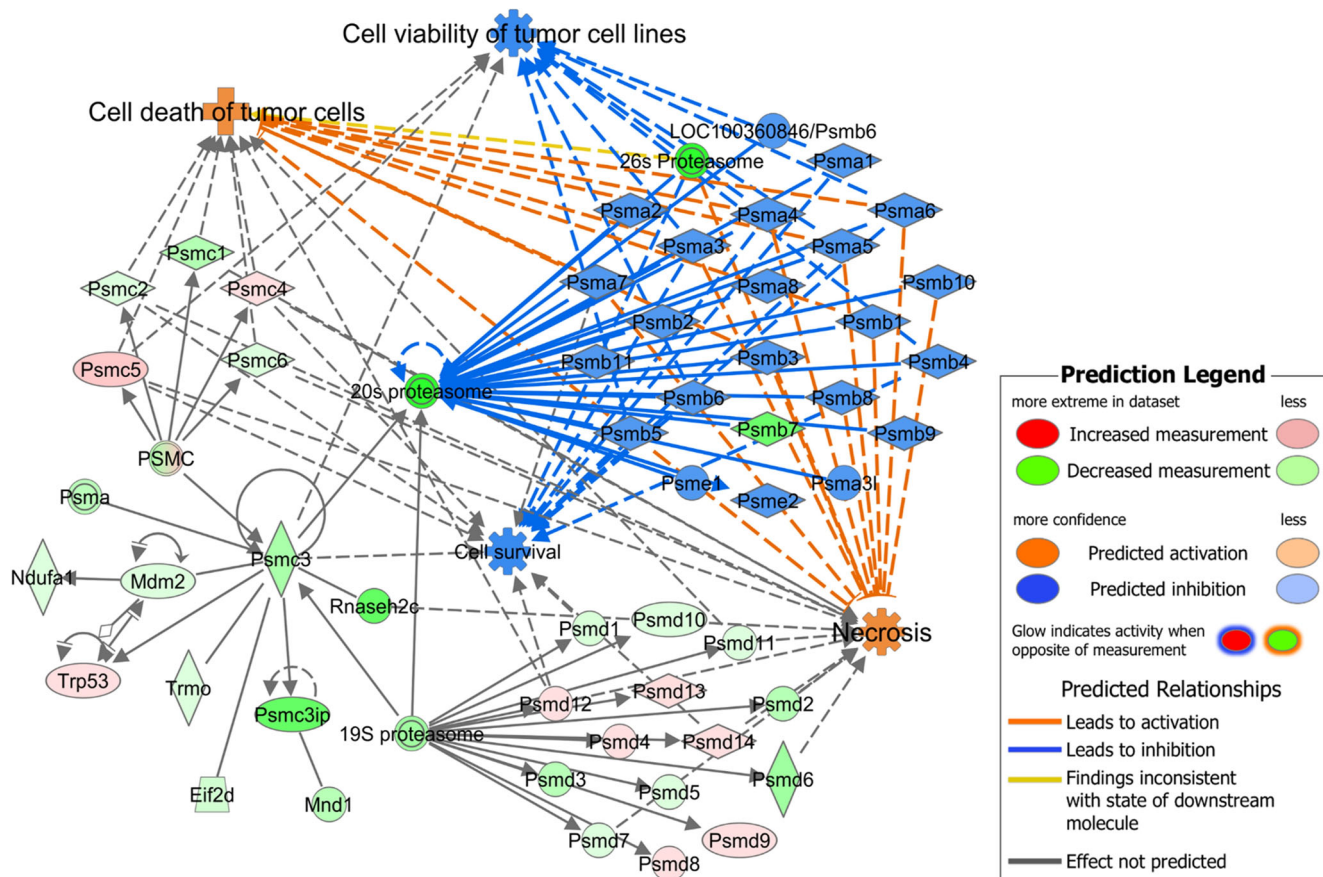 Cell viability of tumor cell lines
Cell death of tumor cells
LOC100360846/Psmb6
26s Proteasome
Psma1
Psma2
Psma4
Psma6
Psmc1
Psma3
Psma5
Psmc2
Psmc4
Psma7
Psma8
Psmb10
Psmb2
Psmb1
Psmc6
Psmb11
Psmb3
Psmb4
Psmc5
20s proteasome
Psmb6
Psmb8
Psmb5
Psmb7
Psmb9
PSMC
Psma
Psme1
Psma3l
Psme2
Psmc3
Cell survival
Ndufa1
Mdm2
Rnaseh2c
Psmd1
Psmd10
Psmd11
Necrosis
Trp53
Trmo
Psmc3ip
Psmd12
Psmd13
Psmd2
19S proteasome
Psmd4
Psmd14
Psmd3
Psmd5
Psmd6
Eif2d
Mnd1
Psmd7
Psmd9
Psmd8
Prediction Legend
more extreme in dataset less
Increased measurement
Decreased measurement
more confidence less
Predicted activation
Predicted inhibition
Glow indicates activity when
opposite of measurement
Predicted Relationships
Leads to activation
Leads to inhibition
Findings inconsistent
with state of downstream
molecule
Effect not predicted